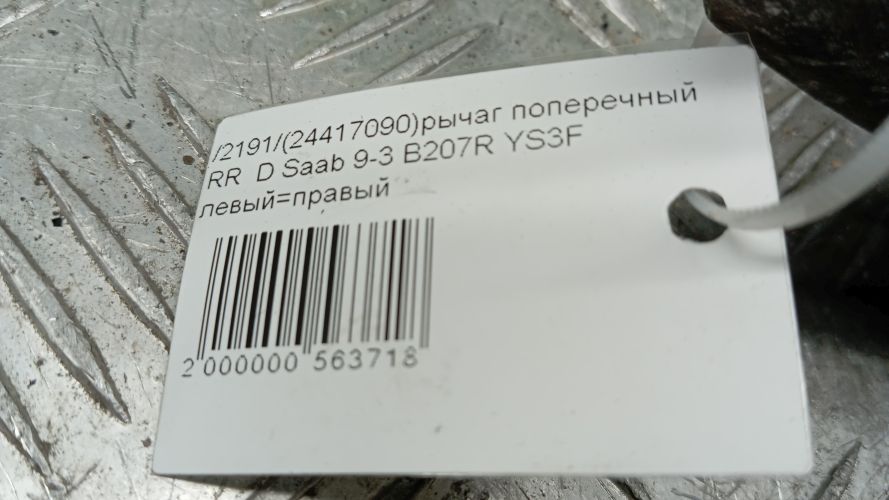 /2191/(24417090)рычаг поперечный
RR D Saab 9-3 B207R YS3F
левый=правый
2 000000 563718